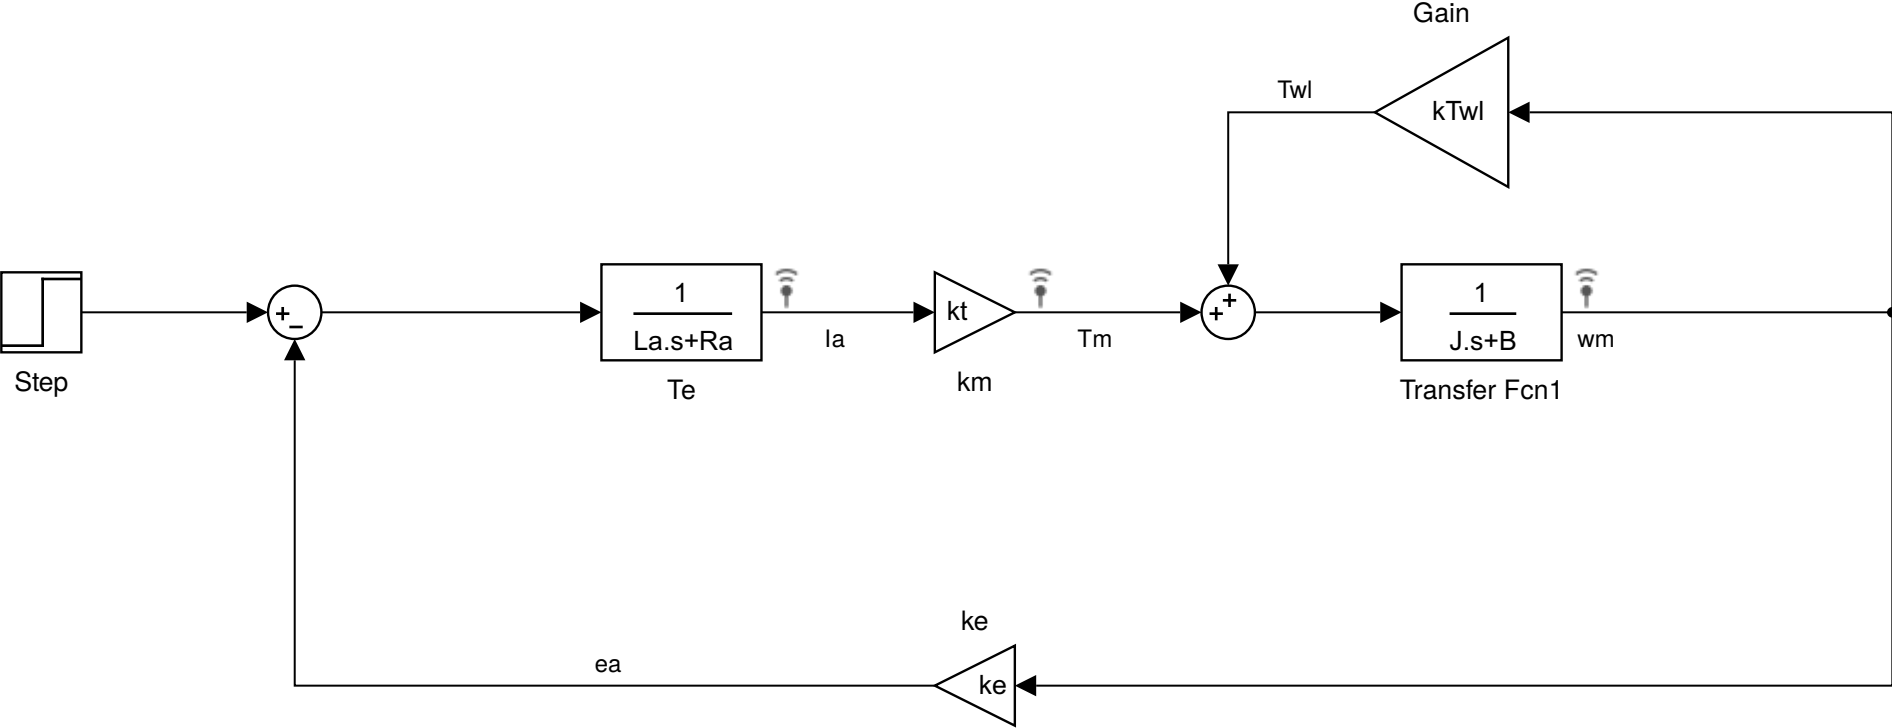 Gain
Twl
kTwl
+
−
1
La.s+Ra
Ia
kt
Tm
+
+
1
J.s+B
wm
Step
Te
km
Transfer Fcn1
ke
ea
ke